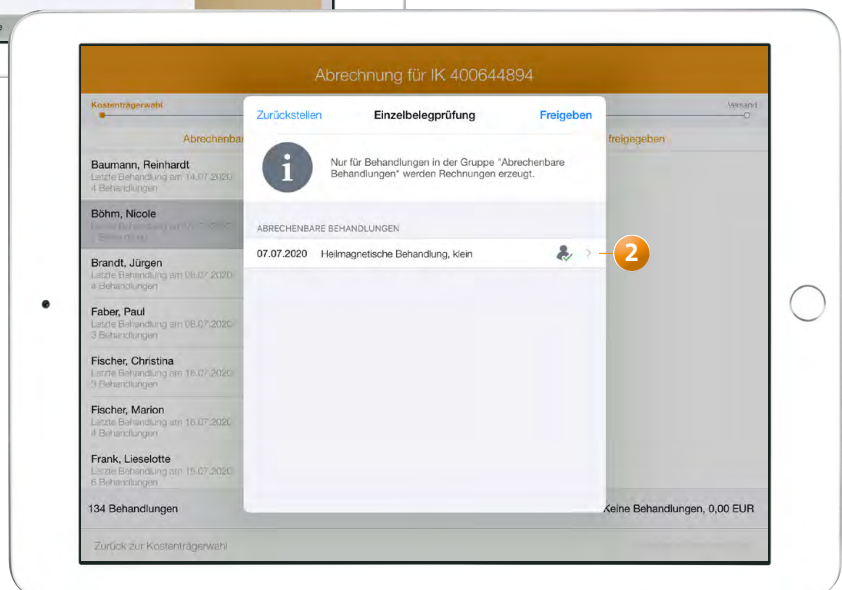 e
Abrechnung für IK 400644894
Kostenträgerwahl
Versand
Zurückstellen Einzelbelegprüfung Freigeben
Abrechenba
freigegeben
Nur für Behandlungen in der Gruppe "Abrechenbare
Behandlungen" werden Rechnungen erzeugt.
Baumann, Reinhardt
Letzte Behandlung am 14.07.2020
4 Behandlungen
Böhm, Nicole
ABRECHENBARE BEHANDLUNGEN
07.07.2020 Heilmagnetische Behandlung, klein
2
Brandt, Jürgen
Letzte Behandlung am 08.07.2020
4 Behandlungen
Faber, Paul
Letzte Behandlung am 08.07.2020
3 Behandlungen
Fischer, Christina
Letzte Behandlung am 16.07.2020
3 Behandlungen
Fischer, Marion
Letzte Behandlung am 16.07.2020
4 Behandlungen
Frank, Lieselotte
Letzte Behandlung am 15.07.2020
6 Behandlungen
134 Behandlungen
Keine Behandlungen, 0,00 EUR
Zurück zur Kostenträgerwahl